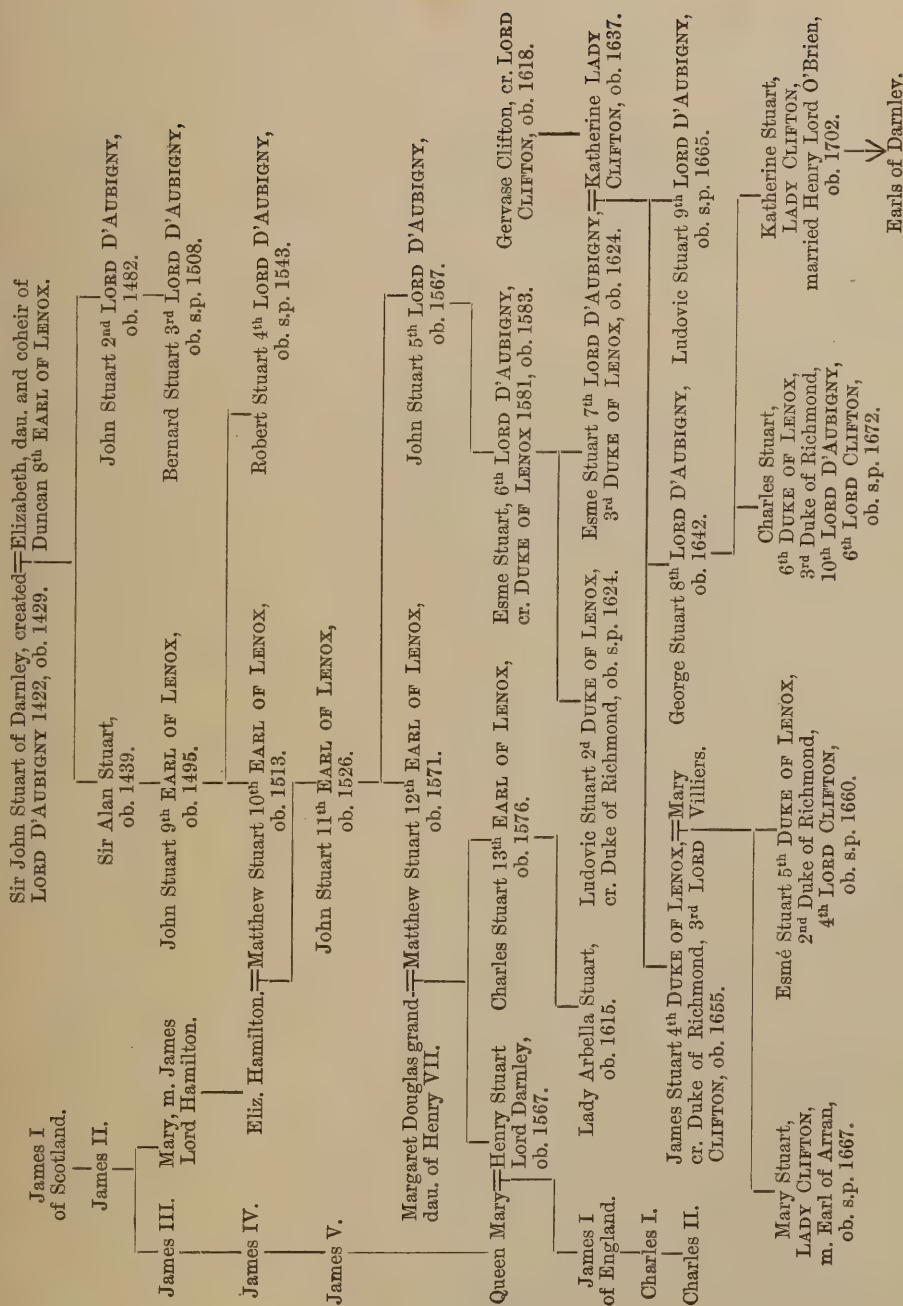 Sir John Stuart of Darnley, created=Elizabeth, dau. and coheir of
LORD D'AUBIGNY 1422, ob. 1429. Duncan 8th EARL OF LENOX.
James I
of Scotland.
James II.
Sir Alan Stuart,
ob. 1439.
John Stuart 2nd LORD D'AUBIGNY,
ob. 1482.
James III.
Mary, m. James
Lord Hamilton.
John Stuart 9th EARL OF LENOX,
ob. 1495.
Bernard Stuart 3rd LORD D'AUBIGNY,
ob. s.p. 1508.
James IV.
Eliz. Hamilton.=Matthew Stuart 10th EARL OF LENOX,
ob. 1513.
Robert Stuart 4th LORD D'AUBIGNY,
ob. s.p. 1543.
James V.
John Stuart 11th EARL OF LENOX,
ob. 1526.
Margaret Douglas grand-=Matthew Stuart 12th EARL OF LENOX,
dau. of Henry VII. ob. 1571.
John Stuart 5th LORD D'AUBIGNY,
ob. 1567.
Queen Mary=Henry Stuart
Lord Darnley,
ob. 1567.
Charles Stuart 13th EARL OF LENOX,
ob. 1576.
Esme Stuart, 6th LORD D'AUBIGNY,
cr. DUKE OF LENOX 1581, ob. 1583.
Gervase Clifton, cr. LORD
CLIFTON, ob. 1618.
James I
of England.
Lady Arbella Stuart,
ob. 1615.
Ludovic Stuart 2d DUKE OF LENOX,
cr. Duke of Richmond, ob. s.p. 1624.
Esme Stuart 7th LORD D'AUBIGNY,=Katherine LADY
3rd DUKE OF LENOX, ob. 1624. CLIFTON, ob. 1637.
Charles I.
Charles II.
James Stuart 4th DUKE OF LENOX,=Mary
cr. Duke of Richmond, 3rd LORD Villiers.
CLIFTON, ob. 1655.
George Stuart 8th LORD D'AUBIGNY,
ob. 1642.
Ludovic Stuart 9th LORD D'AUBIGNY,
ob. s.p. 1665.
Mary Stuart,
LADY CLIFTON,
m. Earl of Arran,
ob. s.p. 1667.
Esmé Stuart 5th DUKE OF LENOX,
2nd Duke of Richmond,
4th LORD CLIFTON,
ob. s.p. 1660.
Charles Stuart,
6th DUKE OF LENOX,
3rd Duke of Richmond,
10th LORD D'AUBIGNY,
6th LORD CLIFTON,
ob. s.p. 1672.
Katherine Stuart,
LADY CLIFTON,
married Henry Lord O'Brien,
ob. 1702.
Earls of Darnley.